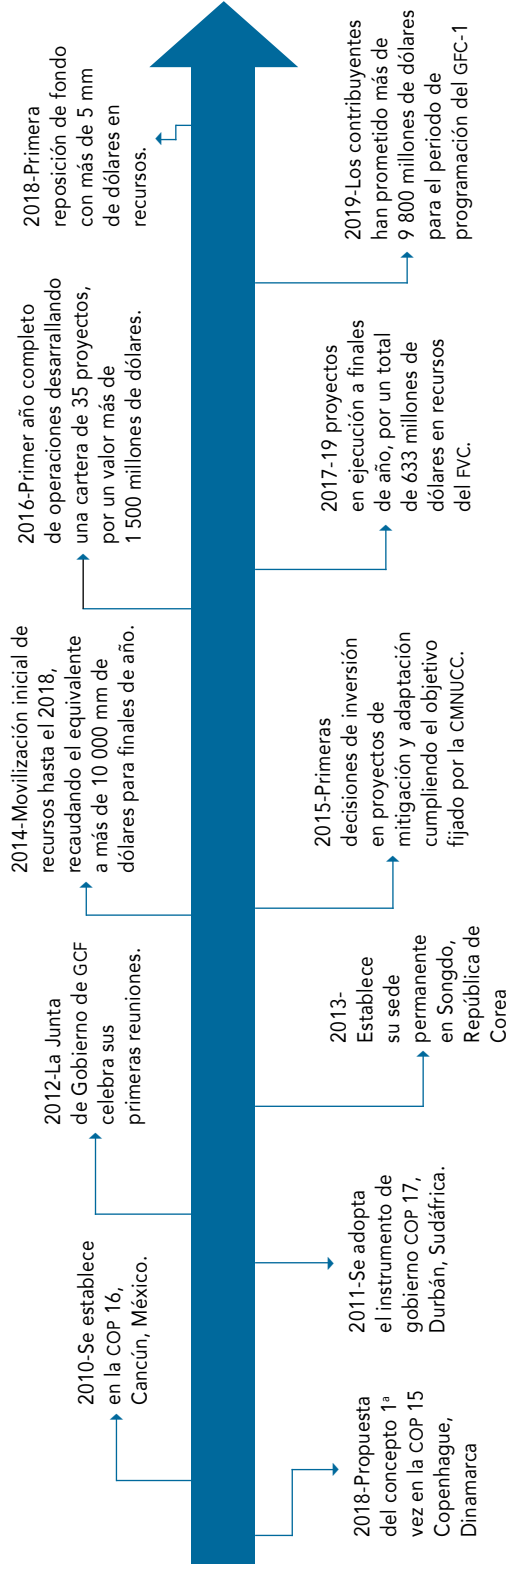 2018-Propuesta
del concepto 1ª
vez en la COP 15
Copenhague,
Dinamarca
2010-Se establece
en la COP 16,
Cancún, México.
2011-Se adopta
el instrumento de
gobierno COP 17,
Durbán, Sudáfrica.
2012-La Junta
de Gobierno de GCF
celebra sus
primeras reuniones.
2013-
Establece
su sede
permanente
en Songdo,
República de
Corea
2014-Movilización inicial de
recursos hasta el 2018,
recaudando el equivalente
a más de 10 000 mm de
dólares para finales de año.
2015-Primeras
decisiones de inversión
en proyectos de
mitigación y adaptación
cumpliendo el objetivo
fijado por la CMNUCC.
2016-Primer año completo
de operaciones desarrallando
una cartera de 35 proyectos,
por un valor más de
1 500 millones de dólares.
2017-19 proyectos
en ejecución a finales
de año, por un total
de 633 millones de
dólares en recursos
del FVC.
2018-Primera
reposición de fondo
con más de 5 mm
de dólares en
recursos.
2019-Los contribuyentes
han prometido más de
9 800 millones de dólares
para el periodo de
programación del GFC-1